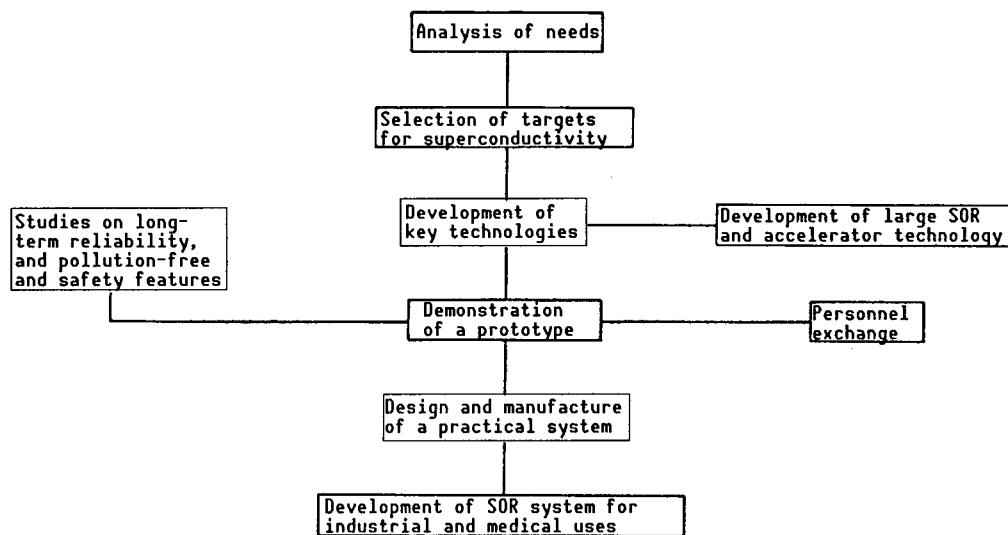 Analysis of needs
Selection of targets
for superconductivity
Studies on long-
term reliability,
and pollution-free
and safety features
Development of
key technologies
Development of large SOR
and accelerator technology
Demonstration
of a prototype
Personnel
exchange
Design and manufacture
of a practical system
Development of SOR system for
industrial and medical uses